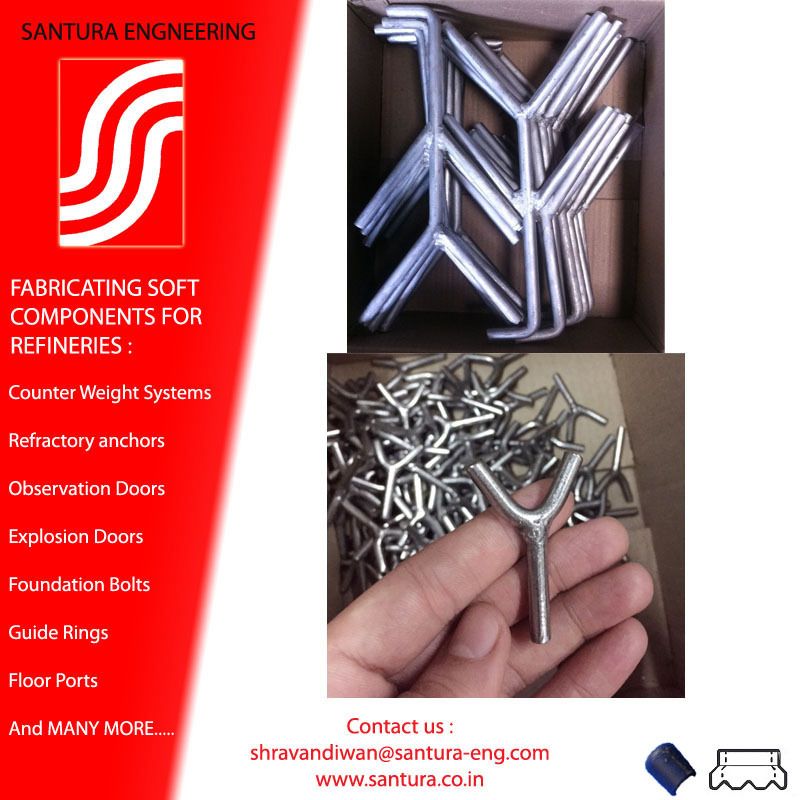 SANTURA ENGNEERING
FABRICATING SOFT
COMPONENTS FOR
REFINERIES :
Counter Weight Systems
Refractory anchors
Observation Doors
Explosion Doors
Foundation Bolts
Guide Rings
Floor Ports
And MANY MORE.....
Contact us :
shravandiwan@santura-eng.com
www.santura.co.in